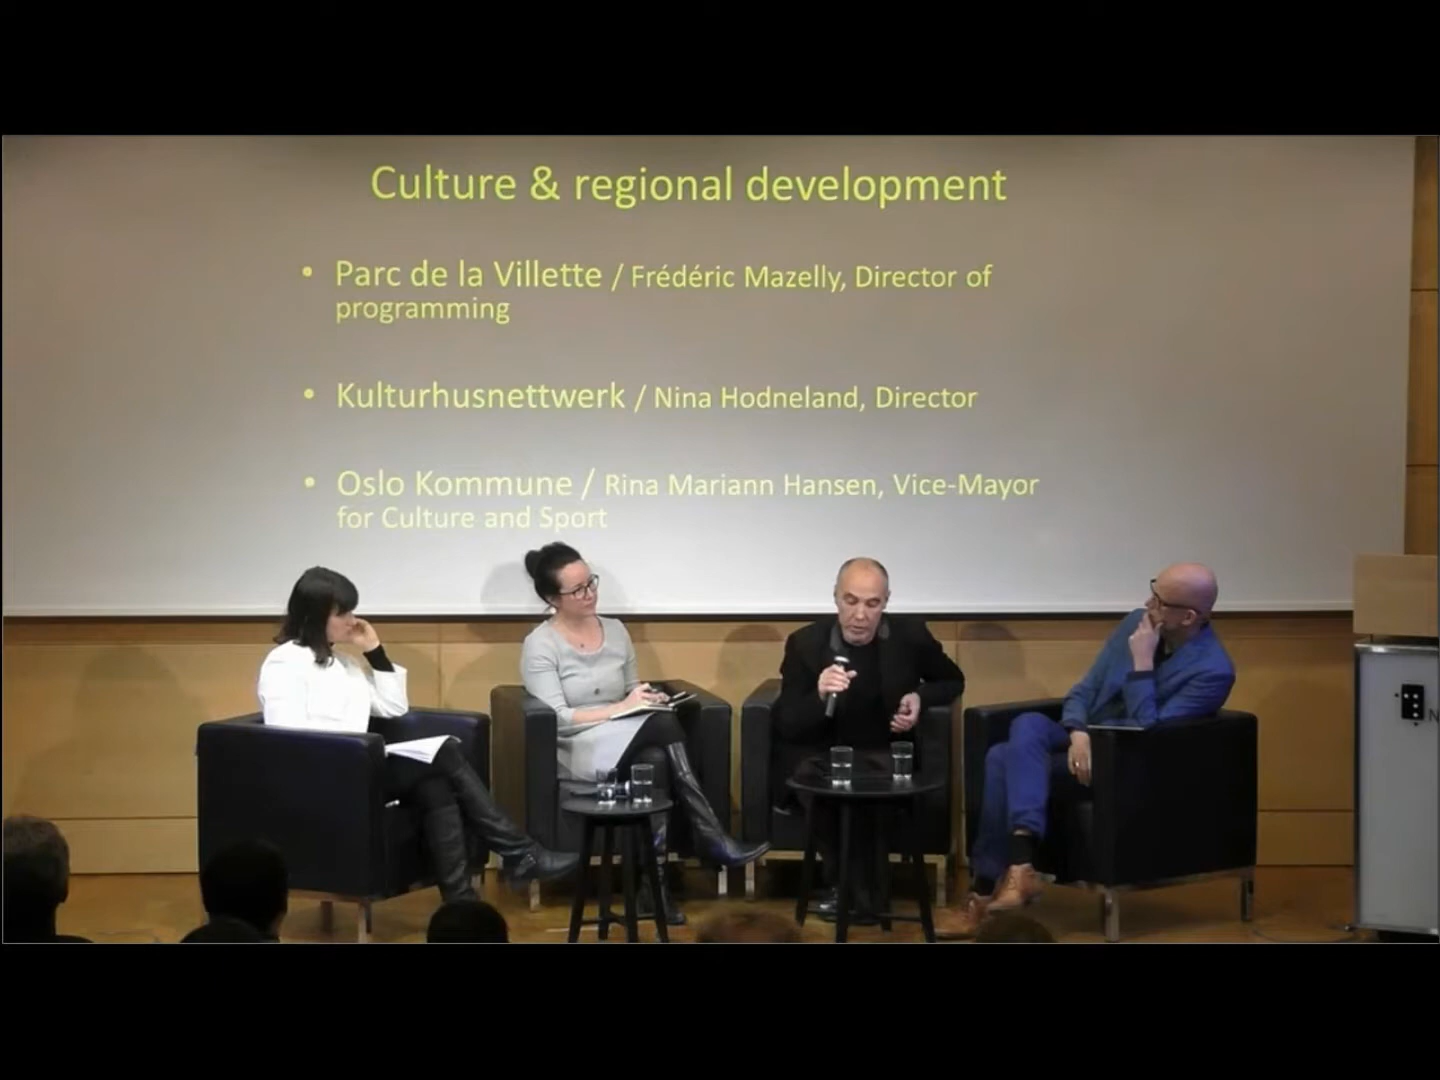 Culture & regional development
• Parc de la Villette / Frédéric Mazelly, Director of
programming
• Kulturhusnettwerk / Nina Hodneland, Director
• Oslo Kommune / Rina Mariann Hansen, Vice-Mayor
for Culture and Sport
N